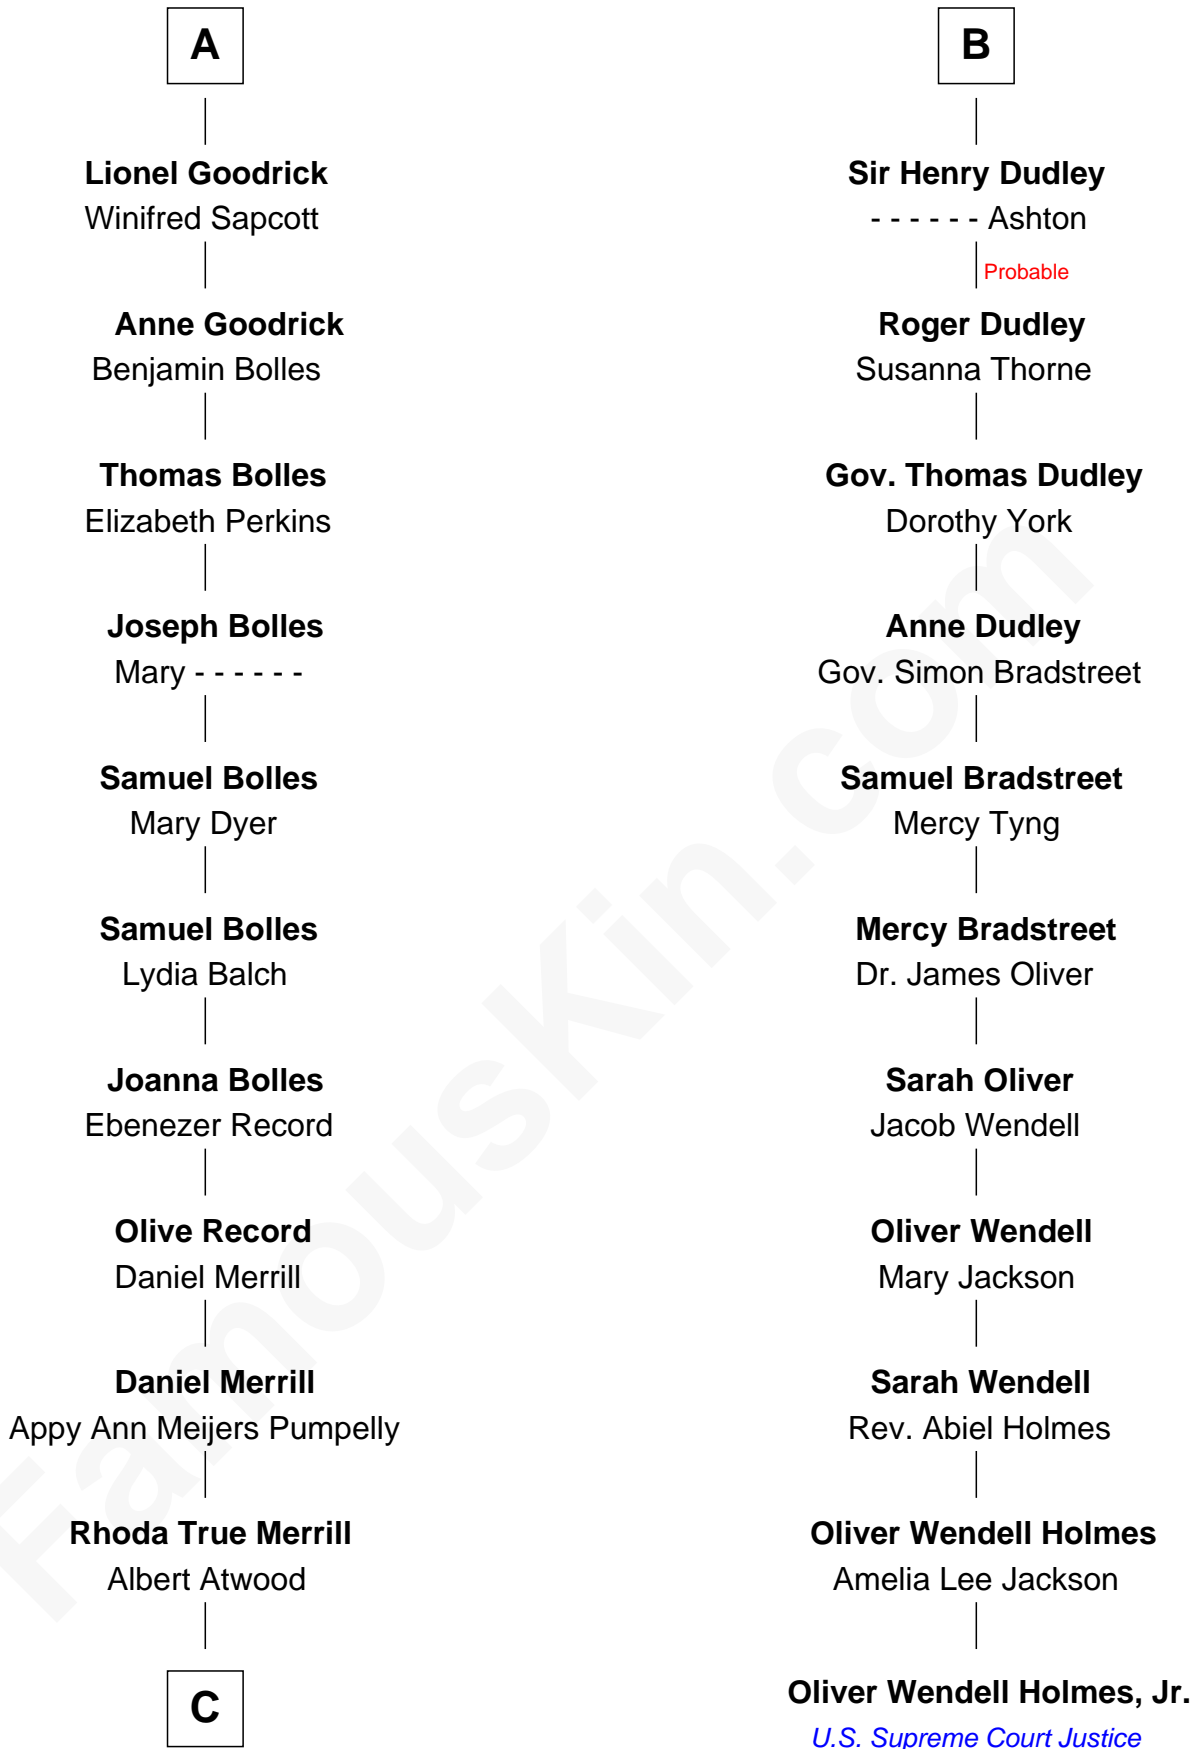 A
Lionel Goodrick
Winifred Sapcott
Anne Goodrick
Benjamin Bolles
Thomas Bolles
Elizabeth Perkins
Joseph Bolles
Mary - - - - - -
Samuel Bolles
Mary Dyer
Samuel Bolles
Lydia Balch
Joanna Bolles
Ebenezer Record
Olive Record
Daniel Merrill
Daniel Merrill
Appy Ann Meijers Pumpelly
Rhoda True Merrill
Albert Atwood
C
B
Sir Henry Dudley
- - - - - - Ashton
Probable
Roger Dudley
Susanna Thorne
Gov. Thomas Dudley
Dorothy York
Anne Dudley
Gov. Simon Bradstreet
Samuel Bradstreet
Mercy Tyng
Mercy Bradstreet
Dr. James Oliver
Sarah Oliver
Jacob Wendell
Oliver Wendell
Mary Jackson
Sarah Wendell
Rev. Abiel Holmes
Oliver Wendell Holmes
Amelia Lee Jackson
Oliver Wendell Holmes, Jr.
U.S. Supreme Court Justice
FamousKin.com